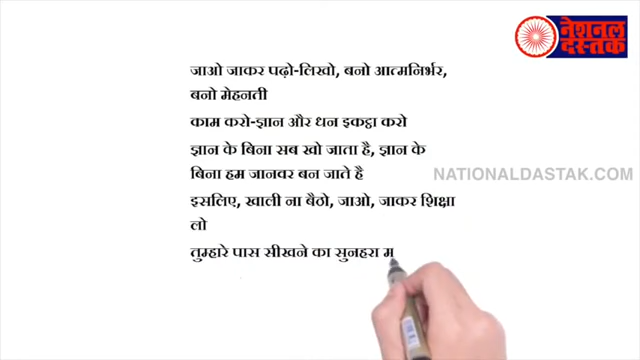 नेशनल
दस्तक
जाओ जाकर पढ़ो-लिखो, बनो आत्मनिर्भर,
बनो मेहनती
काम करो-ज्ञान और धन इकट्ठा करो
ज्ञान के बिना सब खो जाता है, ज्ञान के
बिना हम जानवर बन जाते है
NATIONALDASTAK.COM
इसलिए, खाली ना बैठो, जाओ, जाकर शिक्षा
लो
तुम्हारे पास सीखने का सुनहरा म